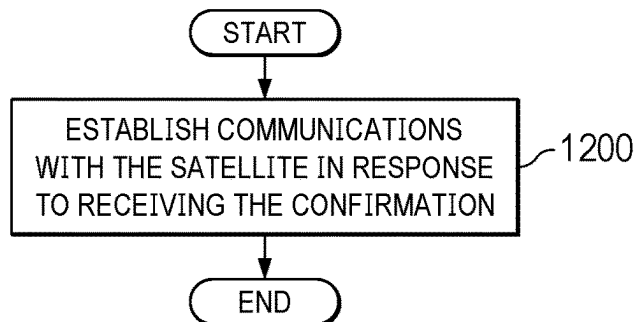 START
ESTABLISH COMMUNICATIONS
WITH THE SATELLITE IN RESPONSE
TO RECEIVING THE CONFIRMATION
1200
END